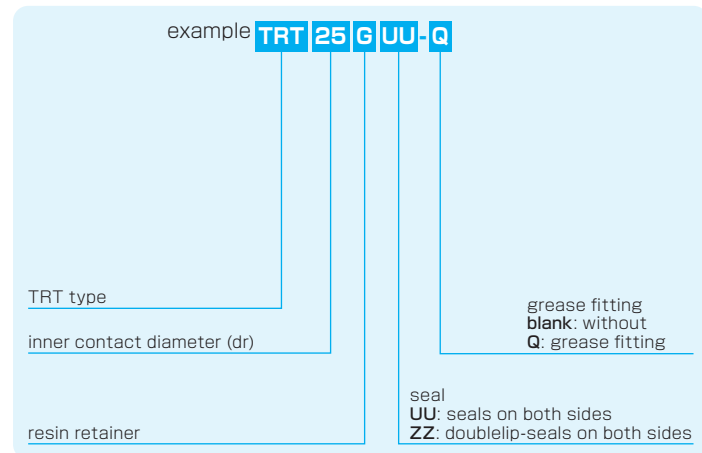 example TRT 25 G UU-Q
TRT type
inner contact diameter (dr)
resin retainer
grease fitting
blank: without
Q: grease fitting
seal
UU: seals on both sides
ZZ: doublelip-seals on both sides